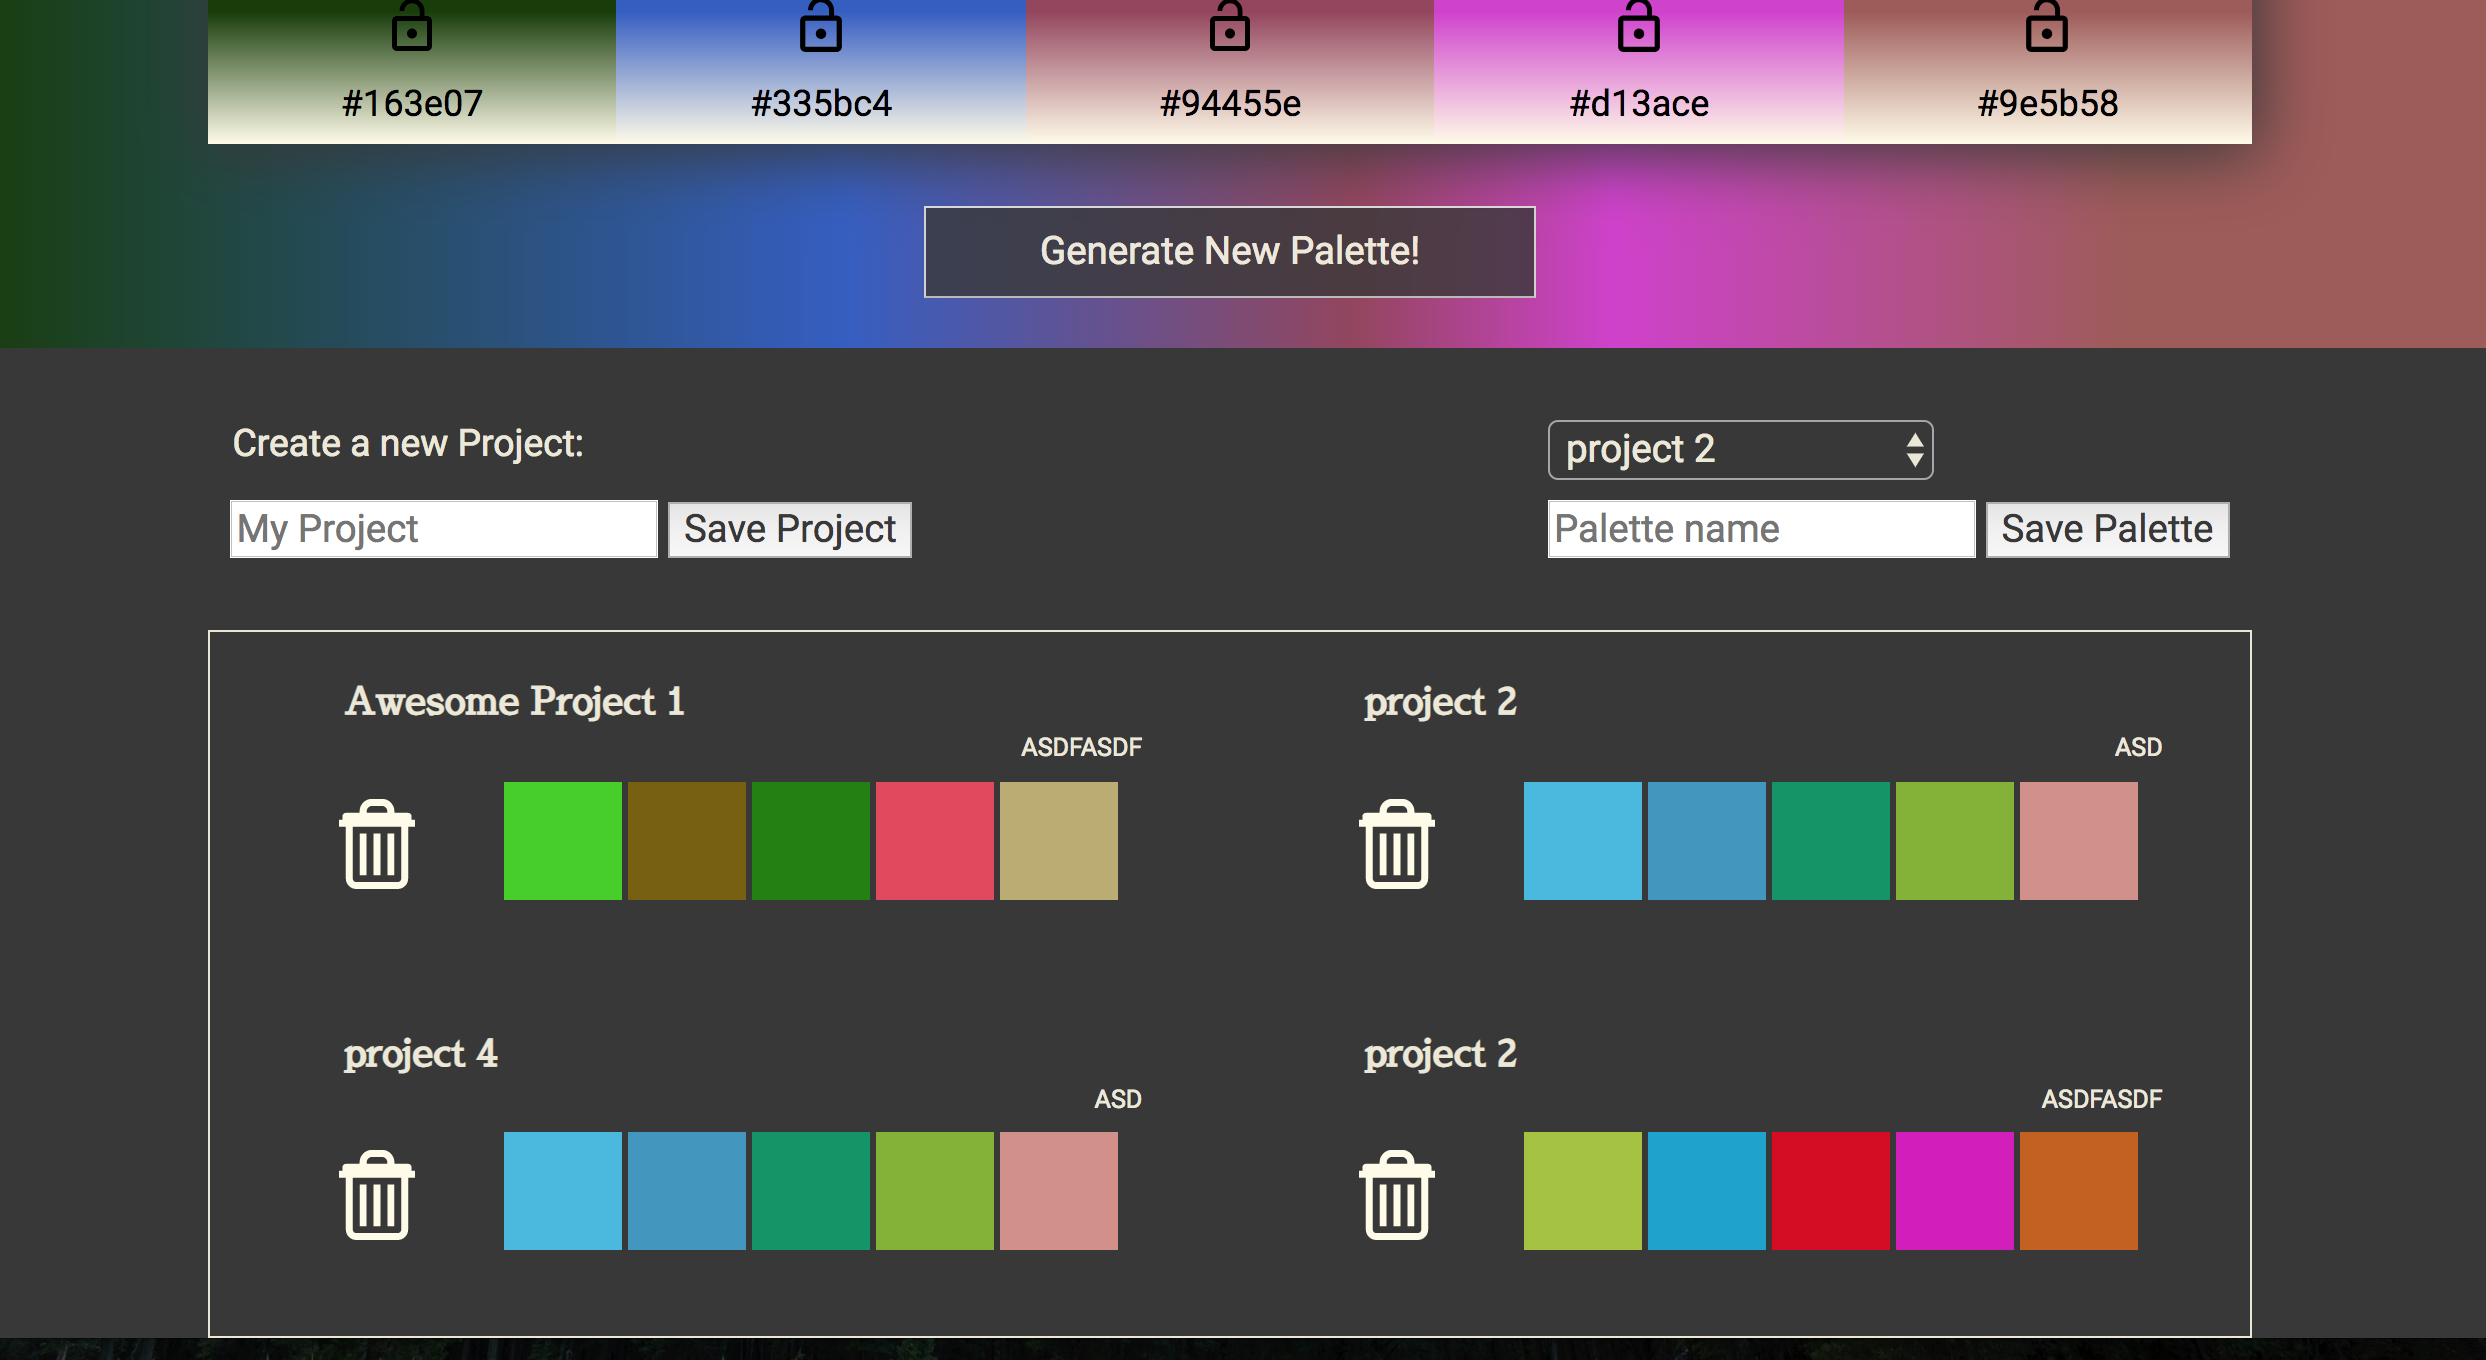 #163e07
#335bc4
#94455e
#d13ace
#9e5b58
Generate New Palette!
Create a new Project:
project 2
My Project
Save Project
Palette name
Save Palette
Awesome Project 1
ASDFASDF
project 2
ASD
project 4
ASD
project 2
ASDFASDF